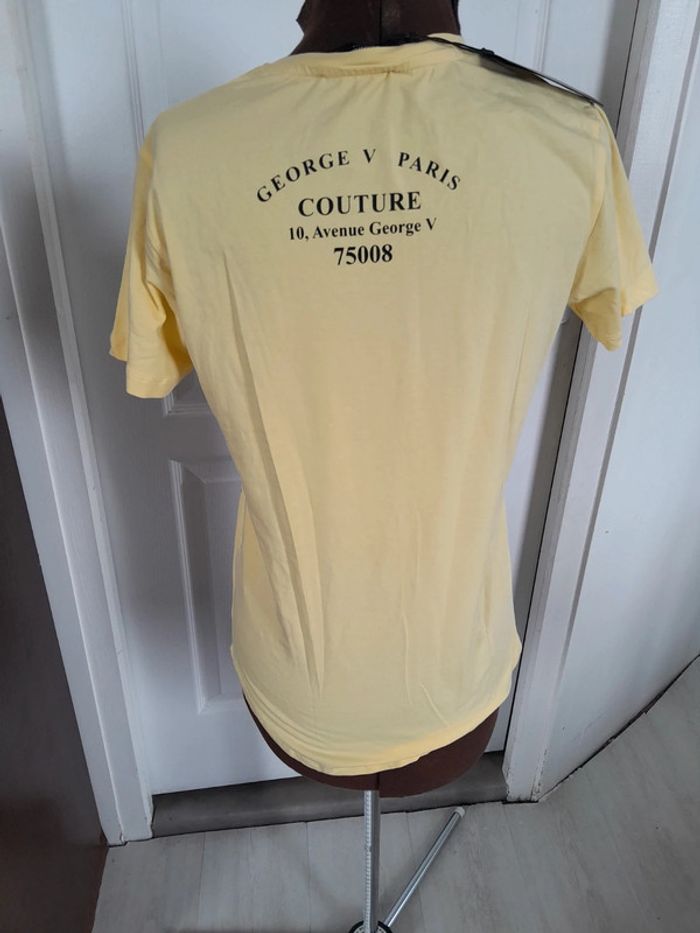 GEORGE V PARIS
COUTURE
10, Avenue George V
75008